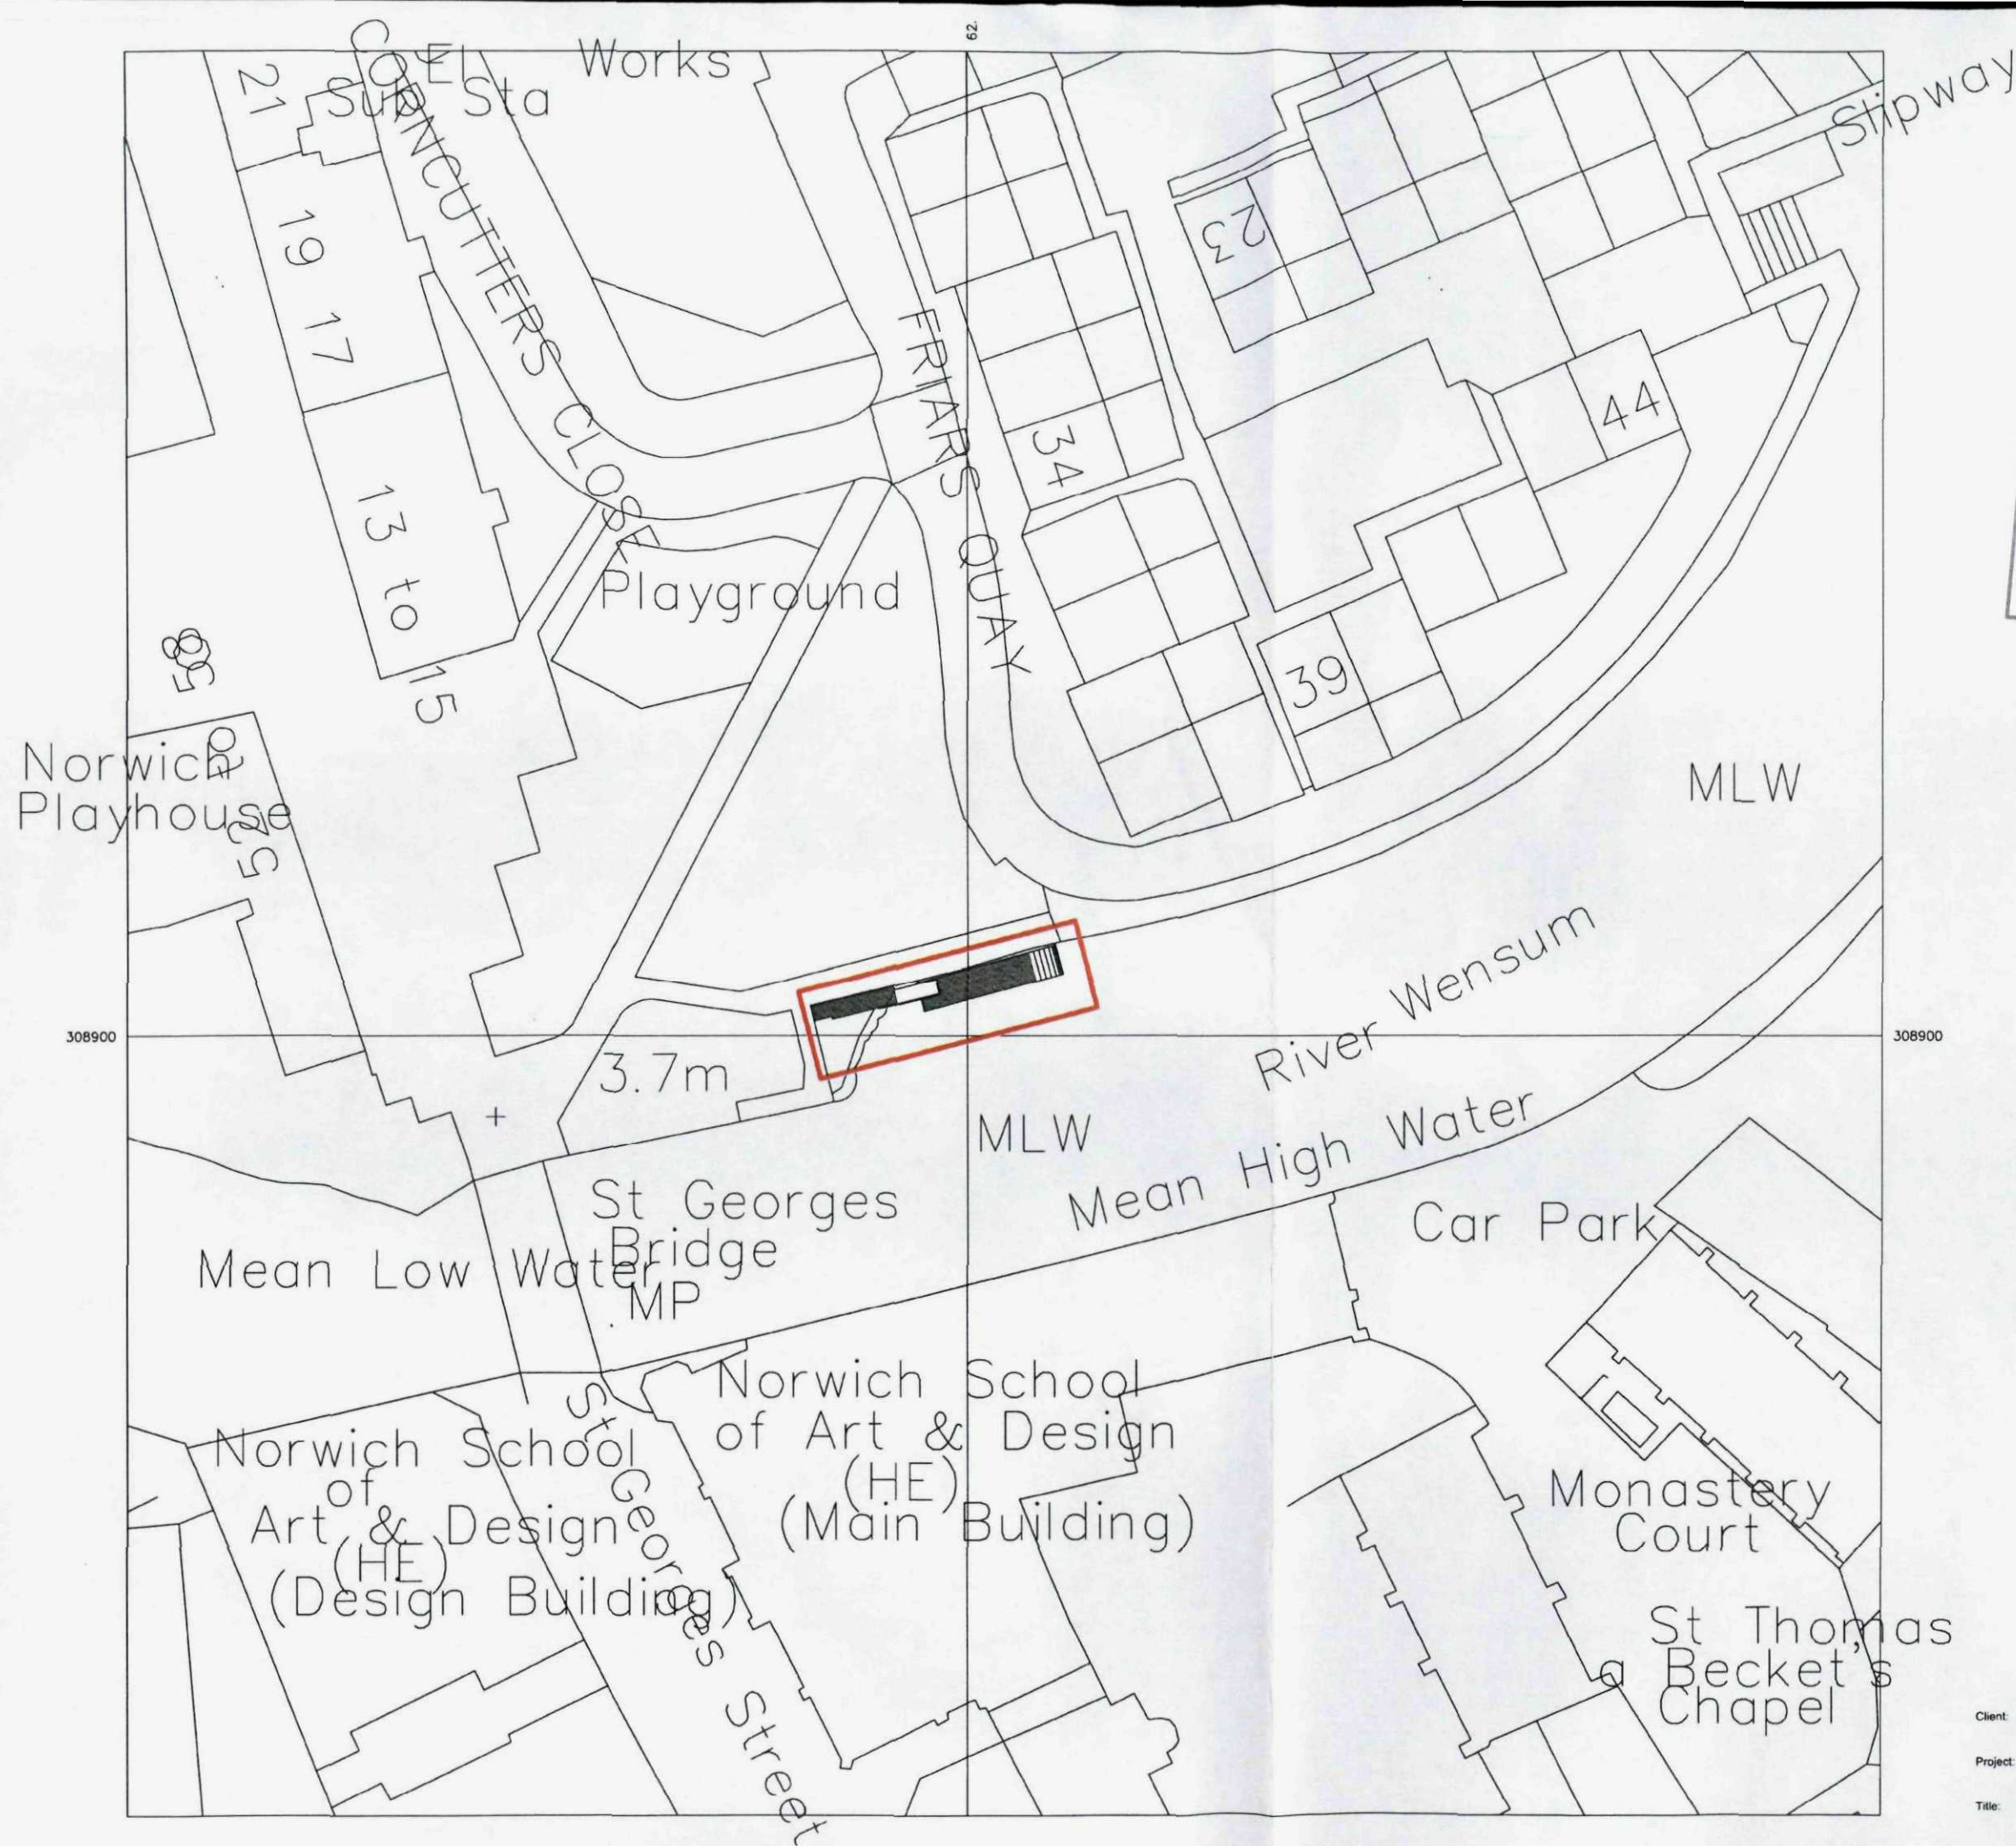 62.
El
Sub Sta
Works
21
CORNCUTTERS CLOSE
Slipway
19
17
23
FRIARS QUAY
34
44
13 to 15
Playground
39
58
to
52
Norwich
Playhouse
MLW
River Wensum
308900
308900
3.7m
MLW
Mean High Water
St Georges
Bridge
MP
Mean Low Water
Car Park
Norwich School
of Art & Design
(HE)
(Main Building)
Norwich School
of
Art & Design
(HE)
(Design Building)
St Georges Street
Monastery
Court
St Thomas
a Becket's
Chapel
Client:
Project:
Title: